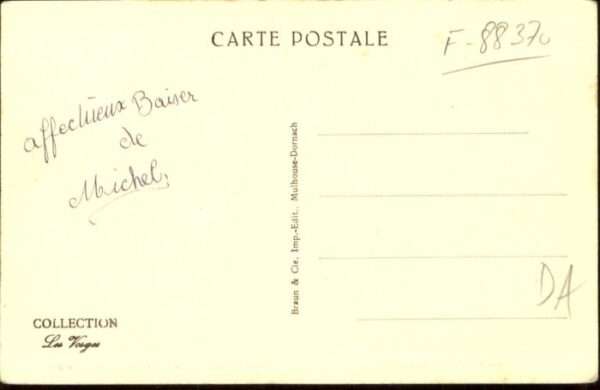 CARTE POSTALE
F-88370
affectueux Baiser
de
Michel,
Braun & Cie, Imp.-Edit., Mulhouse-Dornach
DA
COLLECTION
Les Vosges